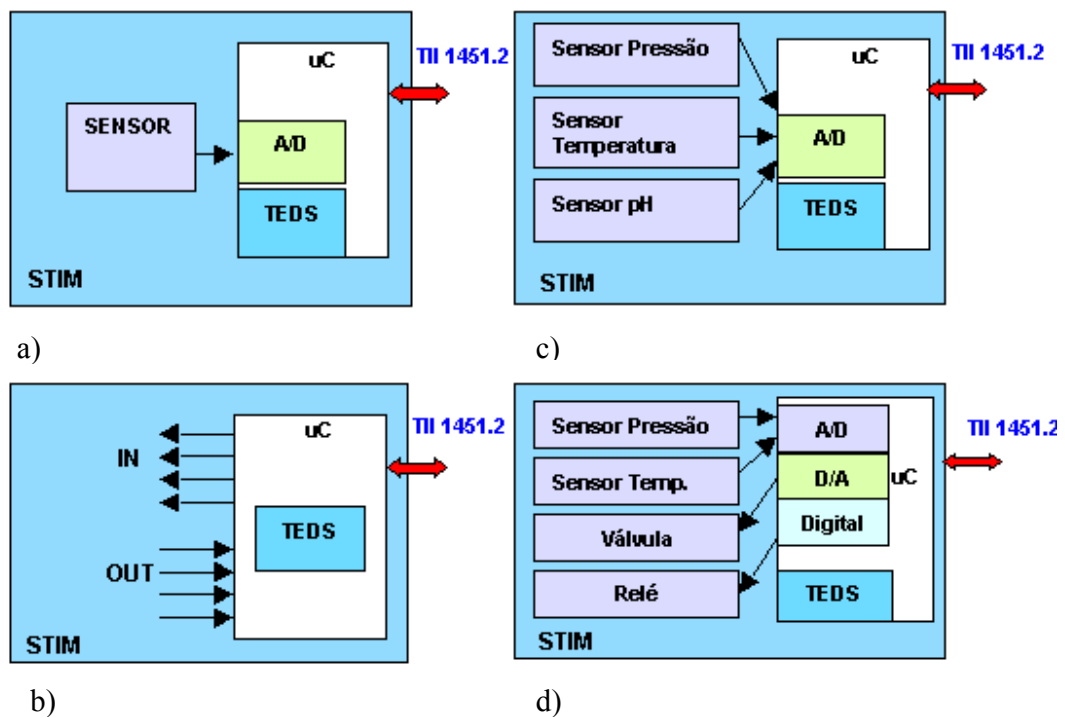 uC
TII 1451.2
SENSOR
A/D
TEDS
STIM
a)
Sensor Pressão
uC
TII 1451.2
Sensor
Temperatura
A/D
Sensor pH
TEDS
STIM
c)
uC
TII 1451.2
IN
TEDS
OUT
STIM
b)
Sensor Pressão
A/D
TII 1451.2
Sensor Temp.
D/A
uC
Válvula
Digital
Relé
TEDS
STIM
d)